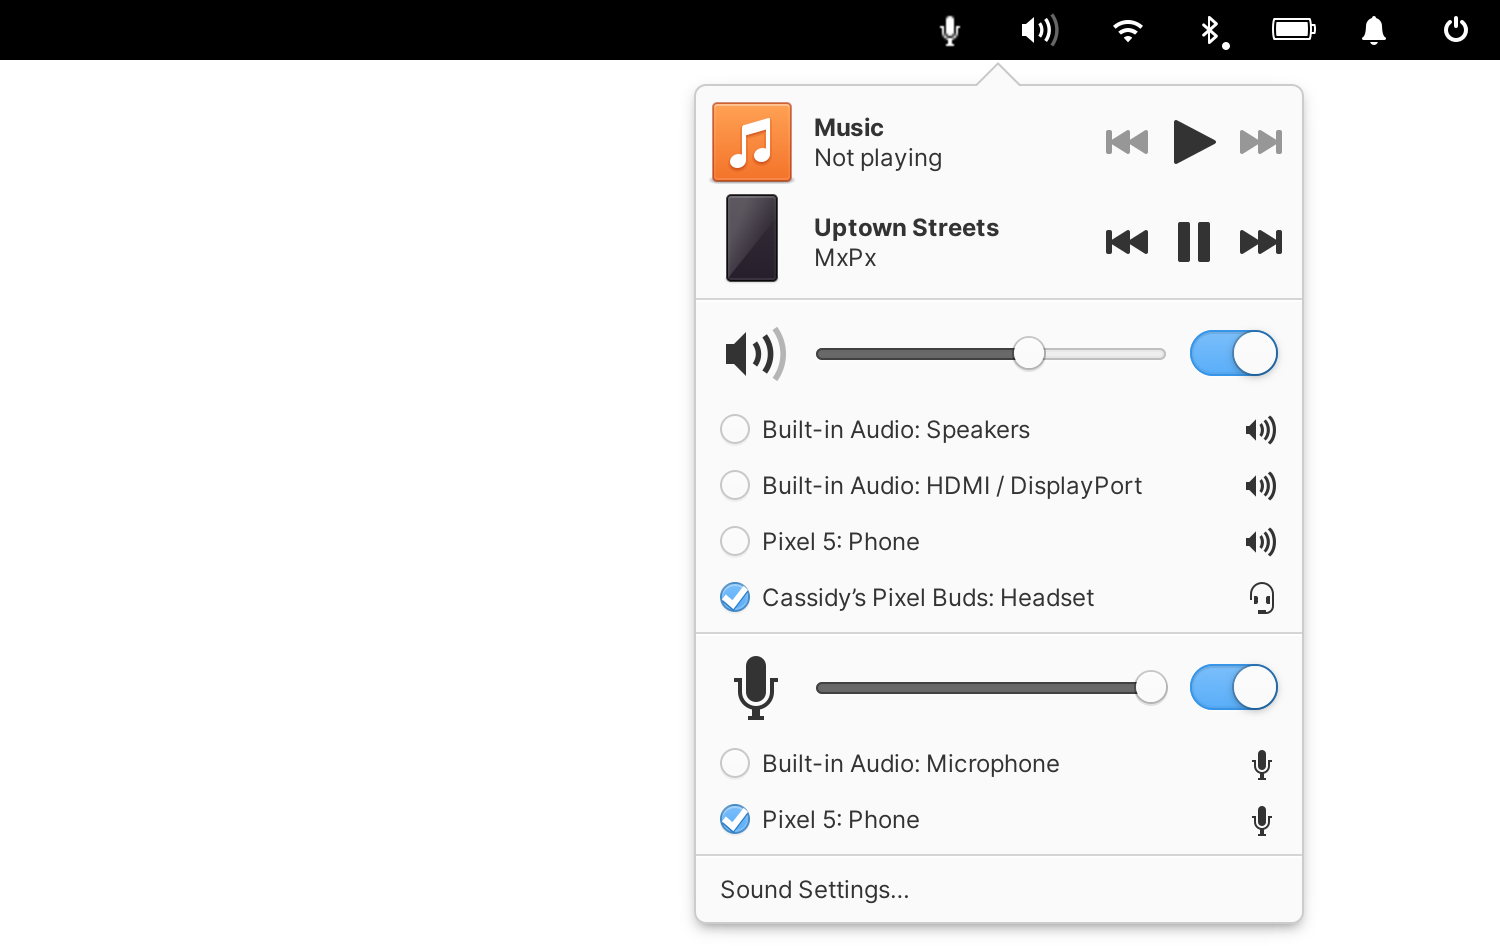 Music
Not playing
Uptown Streets
MxPx
Built-in Audio: Speakers
Built-in Audio: HDMI / DisplayPort
Pixel 5: Phone
Cassidy’s Pixel Buds: Headset
Built-in Audio: Microphone
Pixel 5: Phone
Sound Settings…